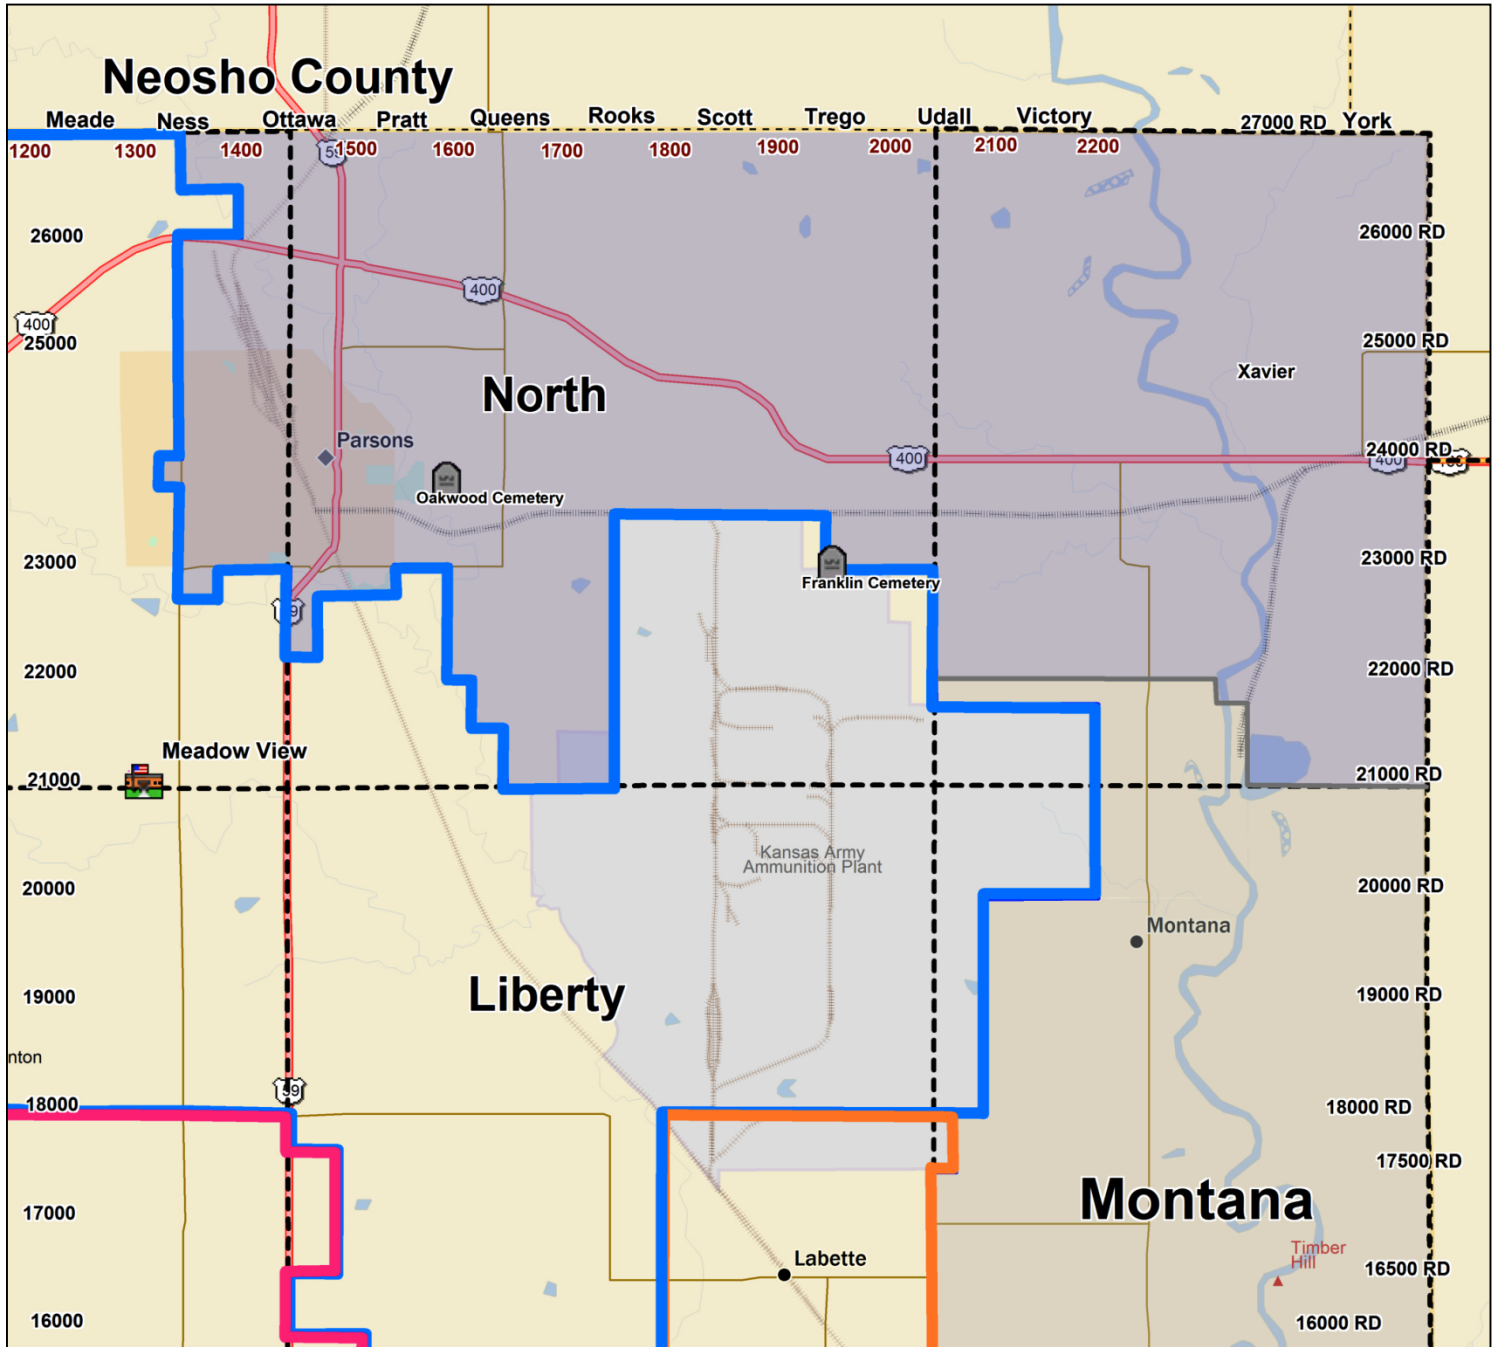 Neosho County
Meade Ness Ottawa Pratt Queens Rooks Scott Trego Udall Victory 27000 RD York
1200 1300 1400 59 1500 1600 1700 1800 1900 2000 2100 2200
26000 26000 RD
400
400
25000 25000 RD
Xavier
North
Parsons
24000 RD
400 400
Oakwood Cemetery
23000 23000 RD
Franklin Cemetery
22000 22000 RD
Meadow View
21000 21000 RD
Kansas Army
Ammunition Plant
20000 20000 RD
Montana
Liberty
19000 19000 RD
nton
59
18000 18000 RD
17500 RD
Montana
17000
Timber
Hill
Labette
16500 RD
16000 16000 RD